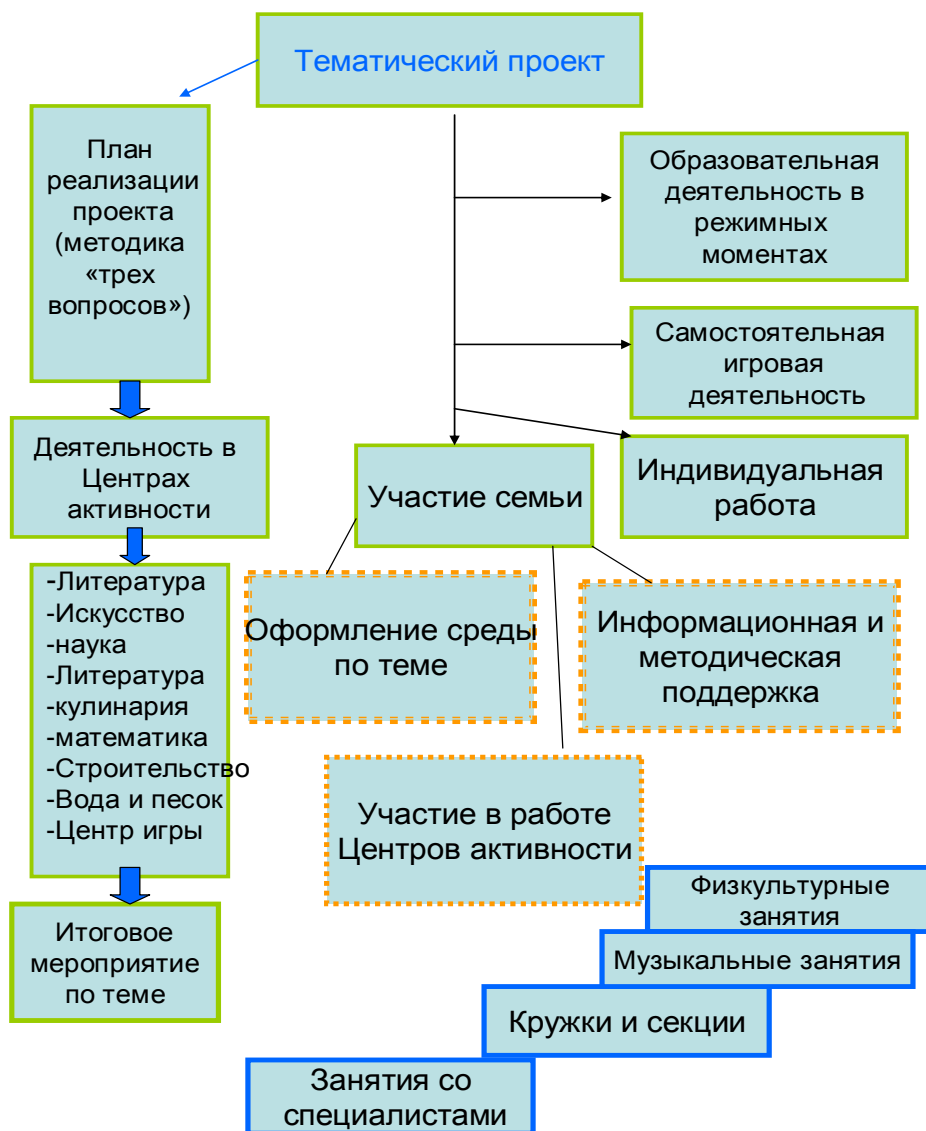 Тематический проект
План
реализации
проекта
(методика
«трех
вопросов»)
Деятельность в
Центрах
активности
-Литература
-Искусство
-наука
-Литература
-кулинария
-математика
-Строительство
-Вода и песок
-Центр игры
Итоговое
мероприятие
по теме
Образовательная
деятельность в
режимных
моментах
Самостоятельная
игровая
деятельность
Индивидуальная
работа
Участие семьи
Оформление среды
по теме
Информационная и
методическая
поддержка
Участие в работе
Центров активности
Физкультурные
занятия
Музыкальные занятия
Кружки и секции
Занятия со
специалистами